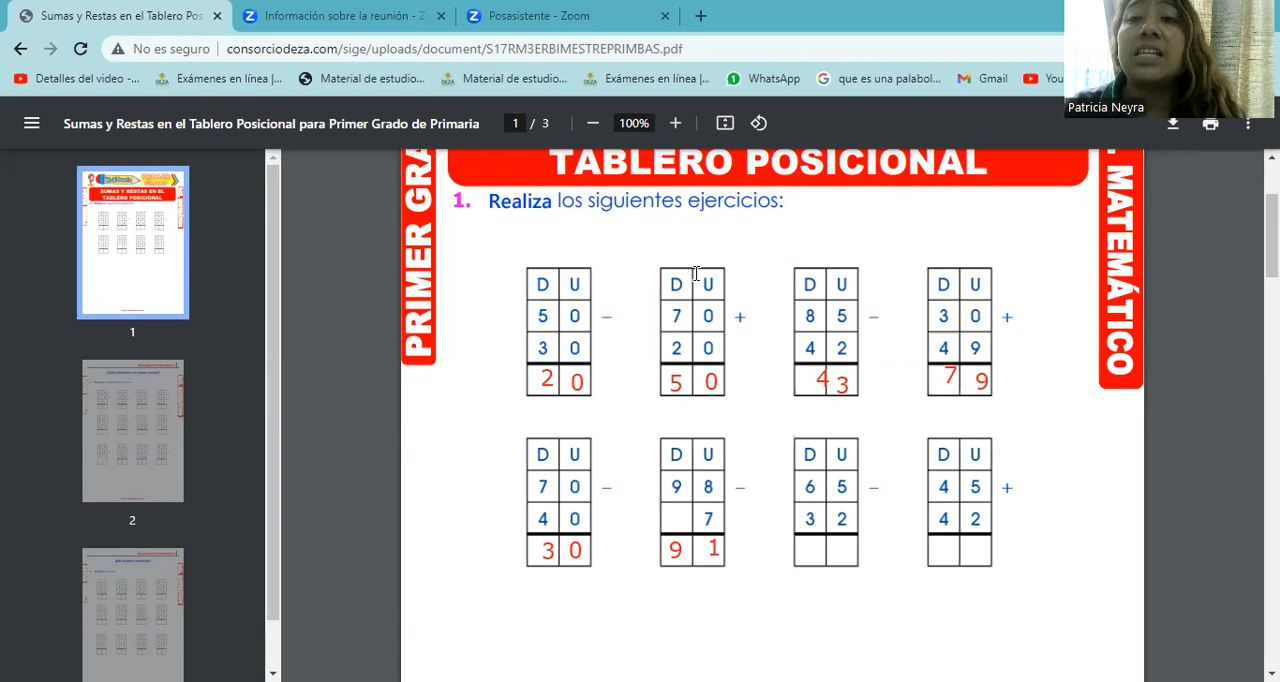 Sumas y Restas en el Tablero Pos
Información sobre la reunión - Z
Posasistente - Zoom
No es seguro
consorciodeza.com/sige/uploads/document/S17RM3ERBIMESTREPRIMBAS.pdf
Detalles del video -...
Exámenes en línea |...
Material de estudio...
Material de estudio...
Exámenes en línea |...
WhatsApp
que es una palabol...
Gmail
You
Patricia Neyra
Sumas y Restas en el Tablero Posicional para Primer Grado de Primaria
1 / 3
100%
1
2
PRIMER GRA
TABLERO POSICIONAL
. MATEMÁTICO
1. Realiza los siguientes ejercicios:
D U D U D U D U
5 0 − 7 0 + 8 5 − 3 0 +
3 0 2 0 4 2 4 9
2 0 5 0 4 3 7 9
D U D U D U D U
7 0 − 9 8 − 6 5 − 4 5 +
4 0 7 3 2 4 2
3 0 9 1